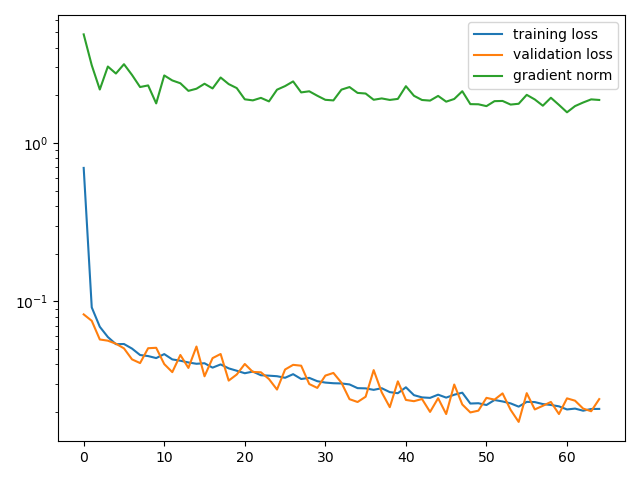 training loss
validation loss
gradient norm
10⁰
10⁻¹
0 10 20 30 40 50 60